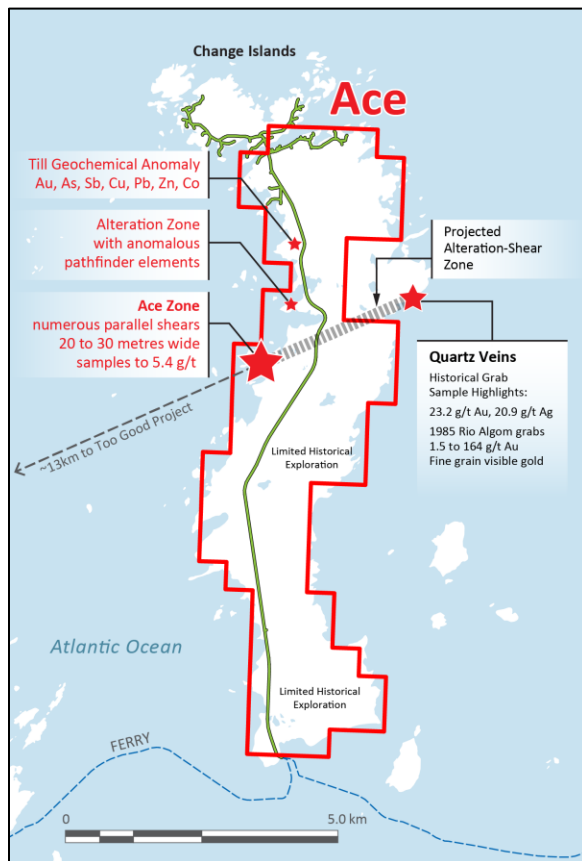 Change Islands
Ace
Till Geochemical Anomaly
Au, As, Sb, Cu, Pb, Zn, Co
Alteration Zone
with anomalous
pathfinder elements
Ace Zone
numerous parallel shears
20 to 30 metres wide
samples to 5.4 g/t
Projected
Alteration-Shear
Zone
Quartz Veins
Historical Grab
Sample Highlights:
23.2 g/t Au, 20.9 g/t Ag
1985 Rio Algom grabs
1.5 to 164 g/t Au
Fine grain visible gold
~13km to Too Good Project
Limited Historical
Exploration
Atlantic Ocean
Limited Historical
Exploration
FERRY
0
5.0 km